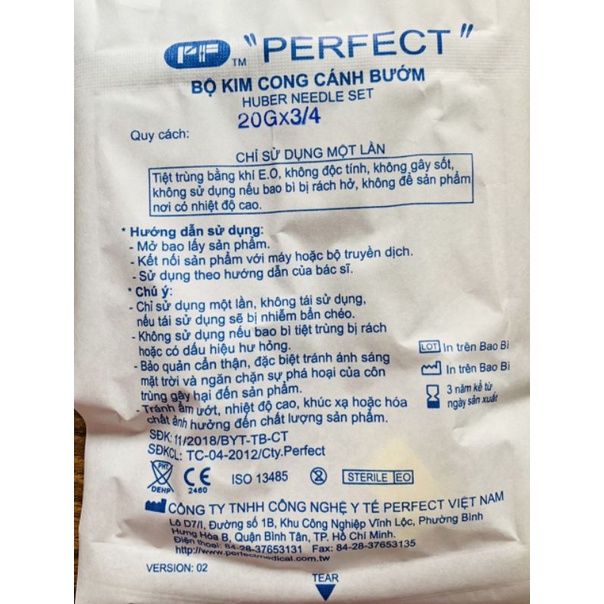 PF TM "PERFECT"
BỘ KIM CONG CÁNH BƯỚM
HUBER NEEDLE SET
20GX3/4
Quy cách:
CHỈ SỬ DỤNG MỘT LẦN
Tiệt trùng bằng khí E.O, không độc tính, không gây sốt,
không sử dụng nếu bao bì bị rách hở, không để sản phẩm
nơi có nhiệt độ cao.
* Hướng dẫn sử dụng:
- Mở bao lấy sản phẩm.
- Kết nối sản phẩm với máy hoặc bộ truyền dịch.
- Sử dụng theo hướng dẫn của bác sĩ.
* Chú ý:
- Chỉ sử dụng một lần, không tái sử dụng,
nếu tái sử dụng sẽ bị nhiễm bẩn chéo.
- Không sử dụng nếu bao bì tiệt trùng bị rách
hoặc có dấu hiệu hư hỏng.
- Bảo quản cẩn thận, đặc biệt tránh ánh sáng
mặt trời và ngăn chặn sự phá hoại của côn
trùng gây hại đến sản phẩm.
- Tránh ẩm ướt, nhiệt độ cao, khúc xạ hoặc hóa
chất ảnh hưởng đến chất lượng sản phẩm.
LOT In trên Bao Bì
In trên Bao Bì
3 năm kể từ
ngày sản xuất
SĐK: 11/2018/BYT-TB-CT
SĐKCL: TC-04-2012/Cty.Perfect
PHT
DEHP
CE
2460
ISO 13485
2
STERILE EO
CÔNG TY TNHH CÔNG NGHỆ Y TẾ PERFECT VIỆT NAM
Lô D7/I, Đường số 1B, Khu Công Nghiệp Vĩnh Lộc, Phường Bình
Hưng Hòa B, Quận Bình Tân, TP. Hồ Chí Minh.
Điện thoại: 84-28-37653131 Fax: 84-28-37653135
http://www.perfectmedical.com.tw
VERSION: 02
TEAR